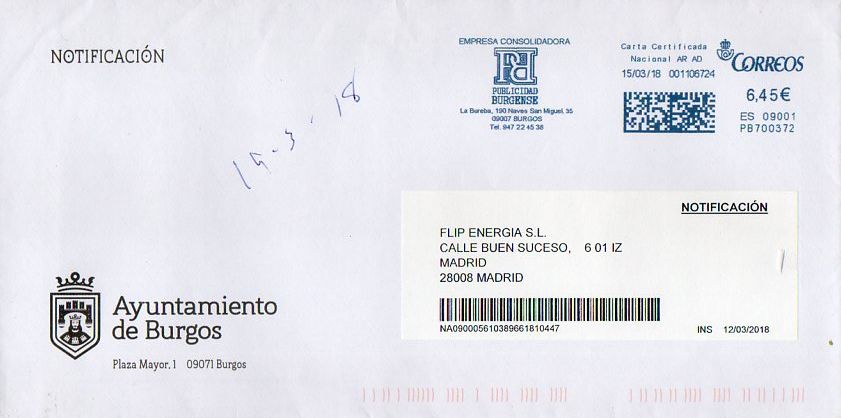 NOTIFICACIÓN
19-3-18
EMPRESA CONSOLIDADORA
PUBLICIDAD
BURGENSE
La Bureba, 190 Naves San Miguel, 35
09007 BURGOS
Tel. 947 22 45 38
Carta Certificada
Nacional AR AD
15/03/18 001106724
CORREOS
6,45€
ES 09001
PB700372
NOTIFICACIÓN
FLIP ENERGIA S.L.
CALLE BUEN SUCESO, 6 01 IZ
MADRID
28008 MADRID
NA090005610389661810447
INS 12/03/2018
Ayuntamiento
de Burgos
Plaza Mayor, 1 09071 Burgos